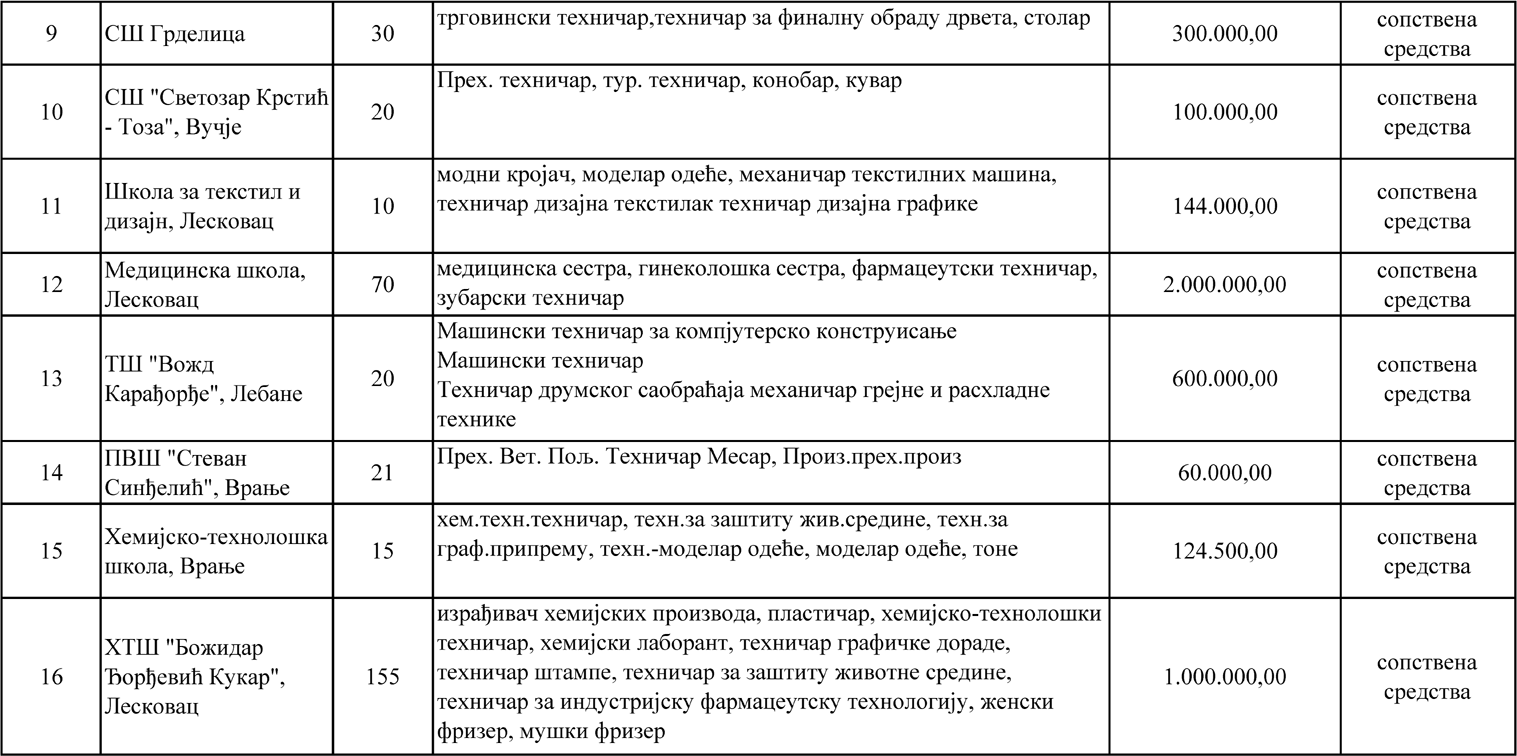 9
СШ Грделица
30
трговински техничар,техничар за финалну обраду дрвета, столар
300.000,00
сопствена
средства
10
СШ "Светозар Крстић
- Тоза", Вучје
20
Прех. техничар, тур. техничар, конобар, кувар
100.000,00
сопствена
средства
11
Школа за текстил и
дизајн, Лесковац
10
модни кројач, моделар одеће, механичар текстилних машина,
техничар дизајна текстилак техничар дизајна графике
144.000,00
сопствена
средства
12
Медицинска школа,
Лесковац
70
медицинска сестра, гинеколошка сестра, фармацеутски техничар,
зубарски техничар
2.000.000,00
сопствена
средства
13
ТШ "Вожд
Карађорђе", Лебане
20
Машински техничар за компјутерско конструисање
Машински техничар
Техничар друмског саобраћаја механичар грејне и расхладне
технике
600.000,00
сопствена
средства
14
ПВШ "Стеван
Синђелић", Врање
21
Прех. Вет. Пољ. Техничар Месар, Произ.прех.произ
60.000,00
сопствена
средства
15
Хемијско-технолошка
школа, Врање
15
хем.техн.техничар, техн.за заштиту жив.средине, техн.за
граф.припрему, техн.-моделар одеће, моделар одеће, тоне
124.500,00
сопствена
средства
16
ХТШ "Божидар
Ђорђевић Кукар",
Лесковац
155
израђивач хемијских производа, пластичар, хемијско-технолошки
техничар, хемијски лаборант, техничар графичке дораде,
техничар штампе, техничар за заштиту животне средине,
техничар за индустријску фармацеутску технологију, женски
фризер, мушки фризер
1.000.000,00
сопствена
средства